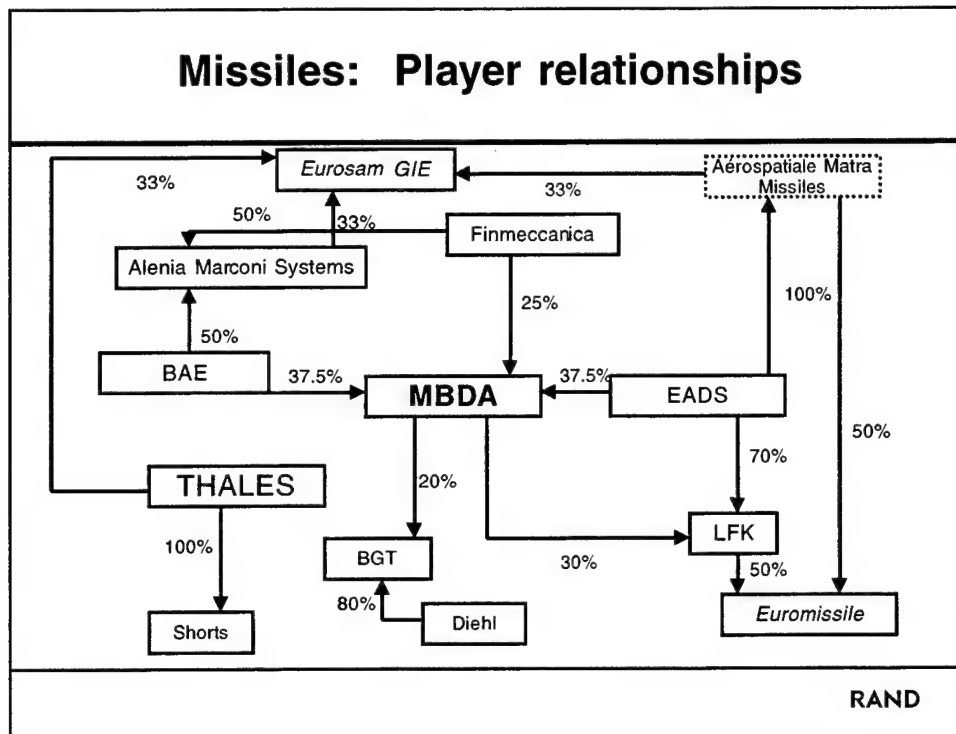 Missiles: Player relationships
Eurosam GIE
Aérospatiale Matra
Missiles
33%
33%
50%
33%
Finmeccanica
Alenia Marconi Systems
100%
25%
50%
BAE
37.5%
MBDA
37.5%
EADS
50%
70%
THALES
20%
LFK
100%
BGT
30%
50%
80%
Shorts
Diehl
Euromissile
RAND